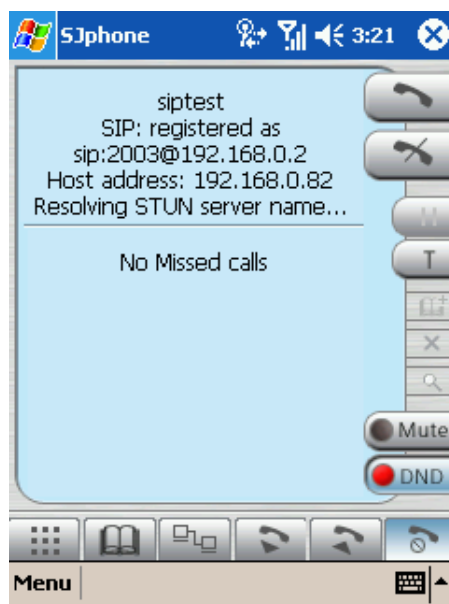 SJphone 3:21
siptest
SIP: registered as
sip:2003@192.168.0.2
Host address: 192.168.0.82
Resolving STUN server name...
No Missed calls
H
T
Mute
DND
Menu